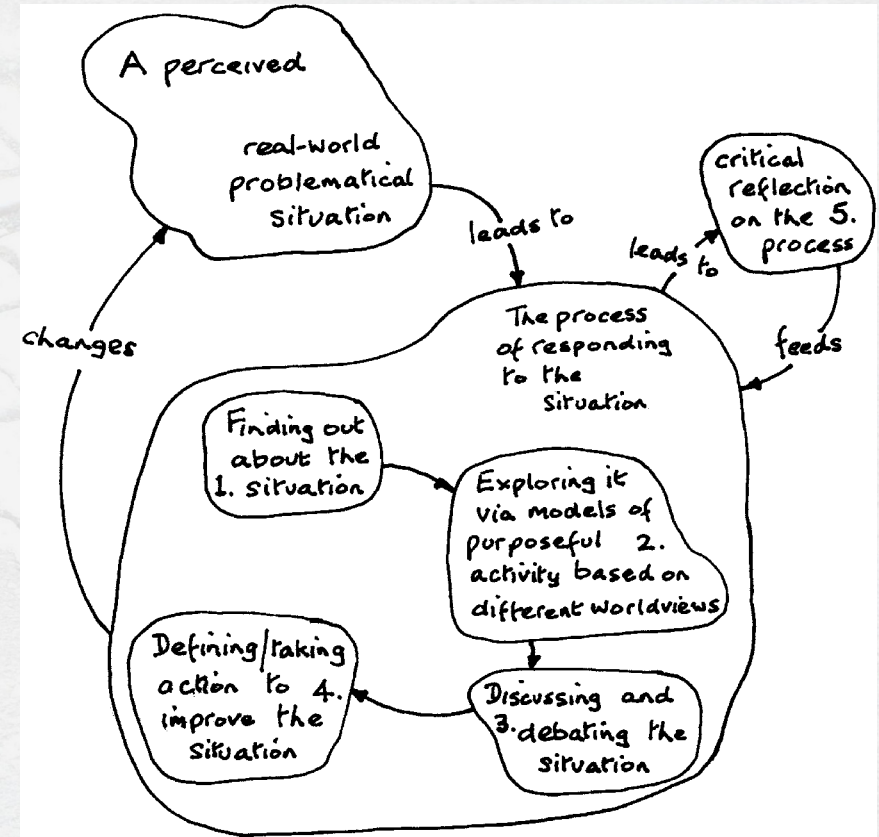 A perceived
real-world
problematical
situation
leads to
critical
reflection
on the 5.
process
leads to
feeds
changes
The process
of responding
to the
situation
Finding out
about the
1. situation
Exploring it
via models of
purposeful 2.
activity based on
different worldviews
Discussing and
3. debating the
situation
Defining/taking
action to 4.
improve the
situation